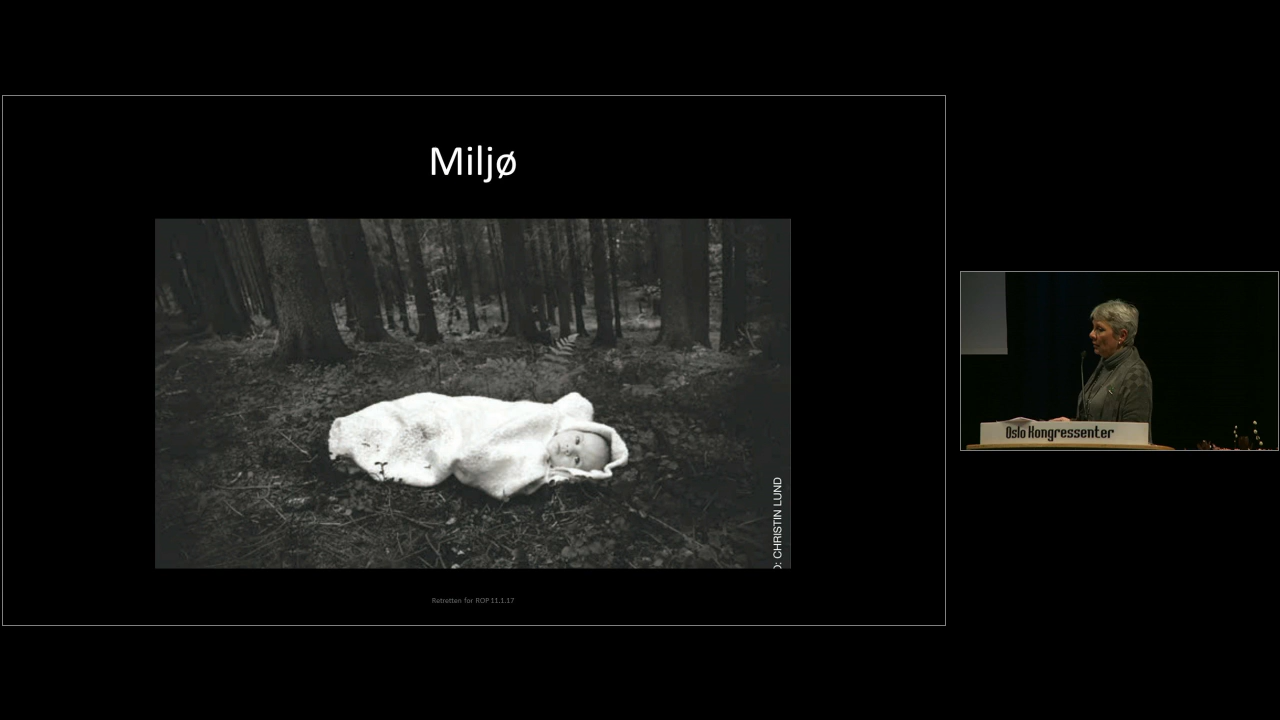 Miljø
O: CHRISTIN LUND
Retretten for ROP 11.1.17
Oslo Kongressenter